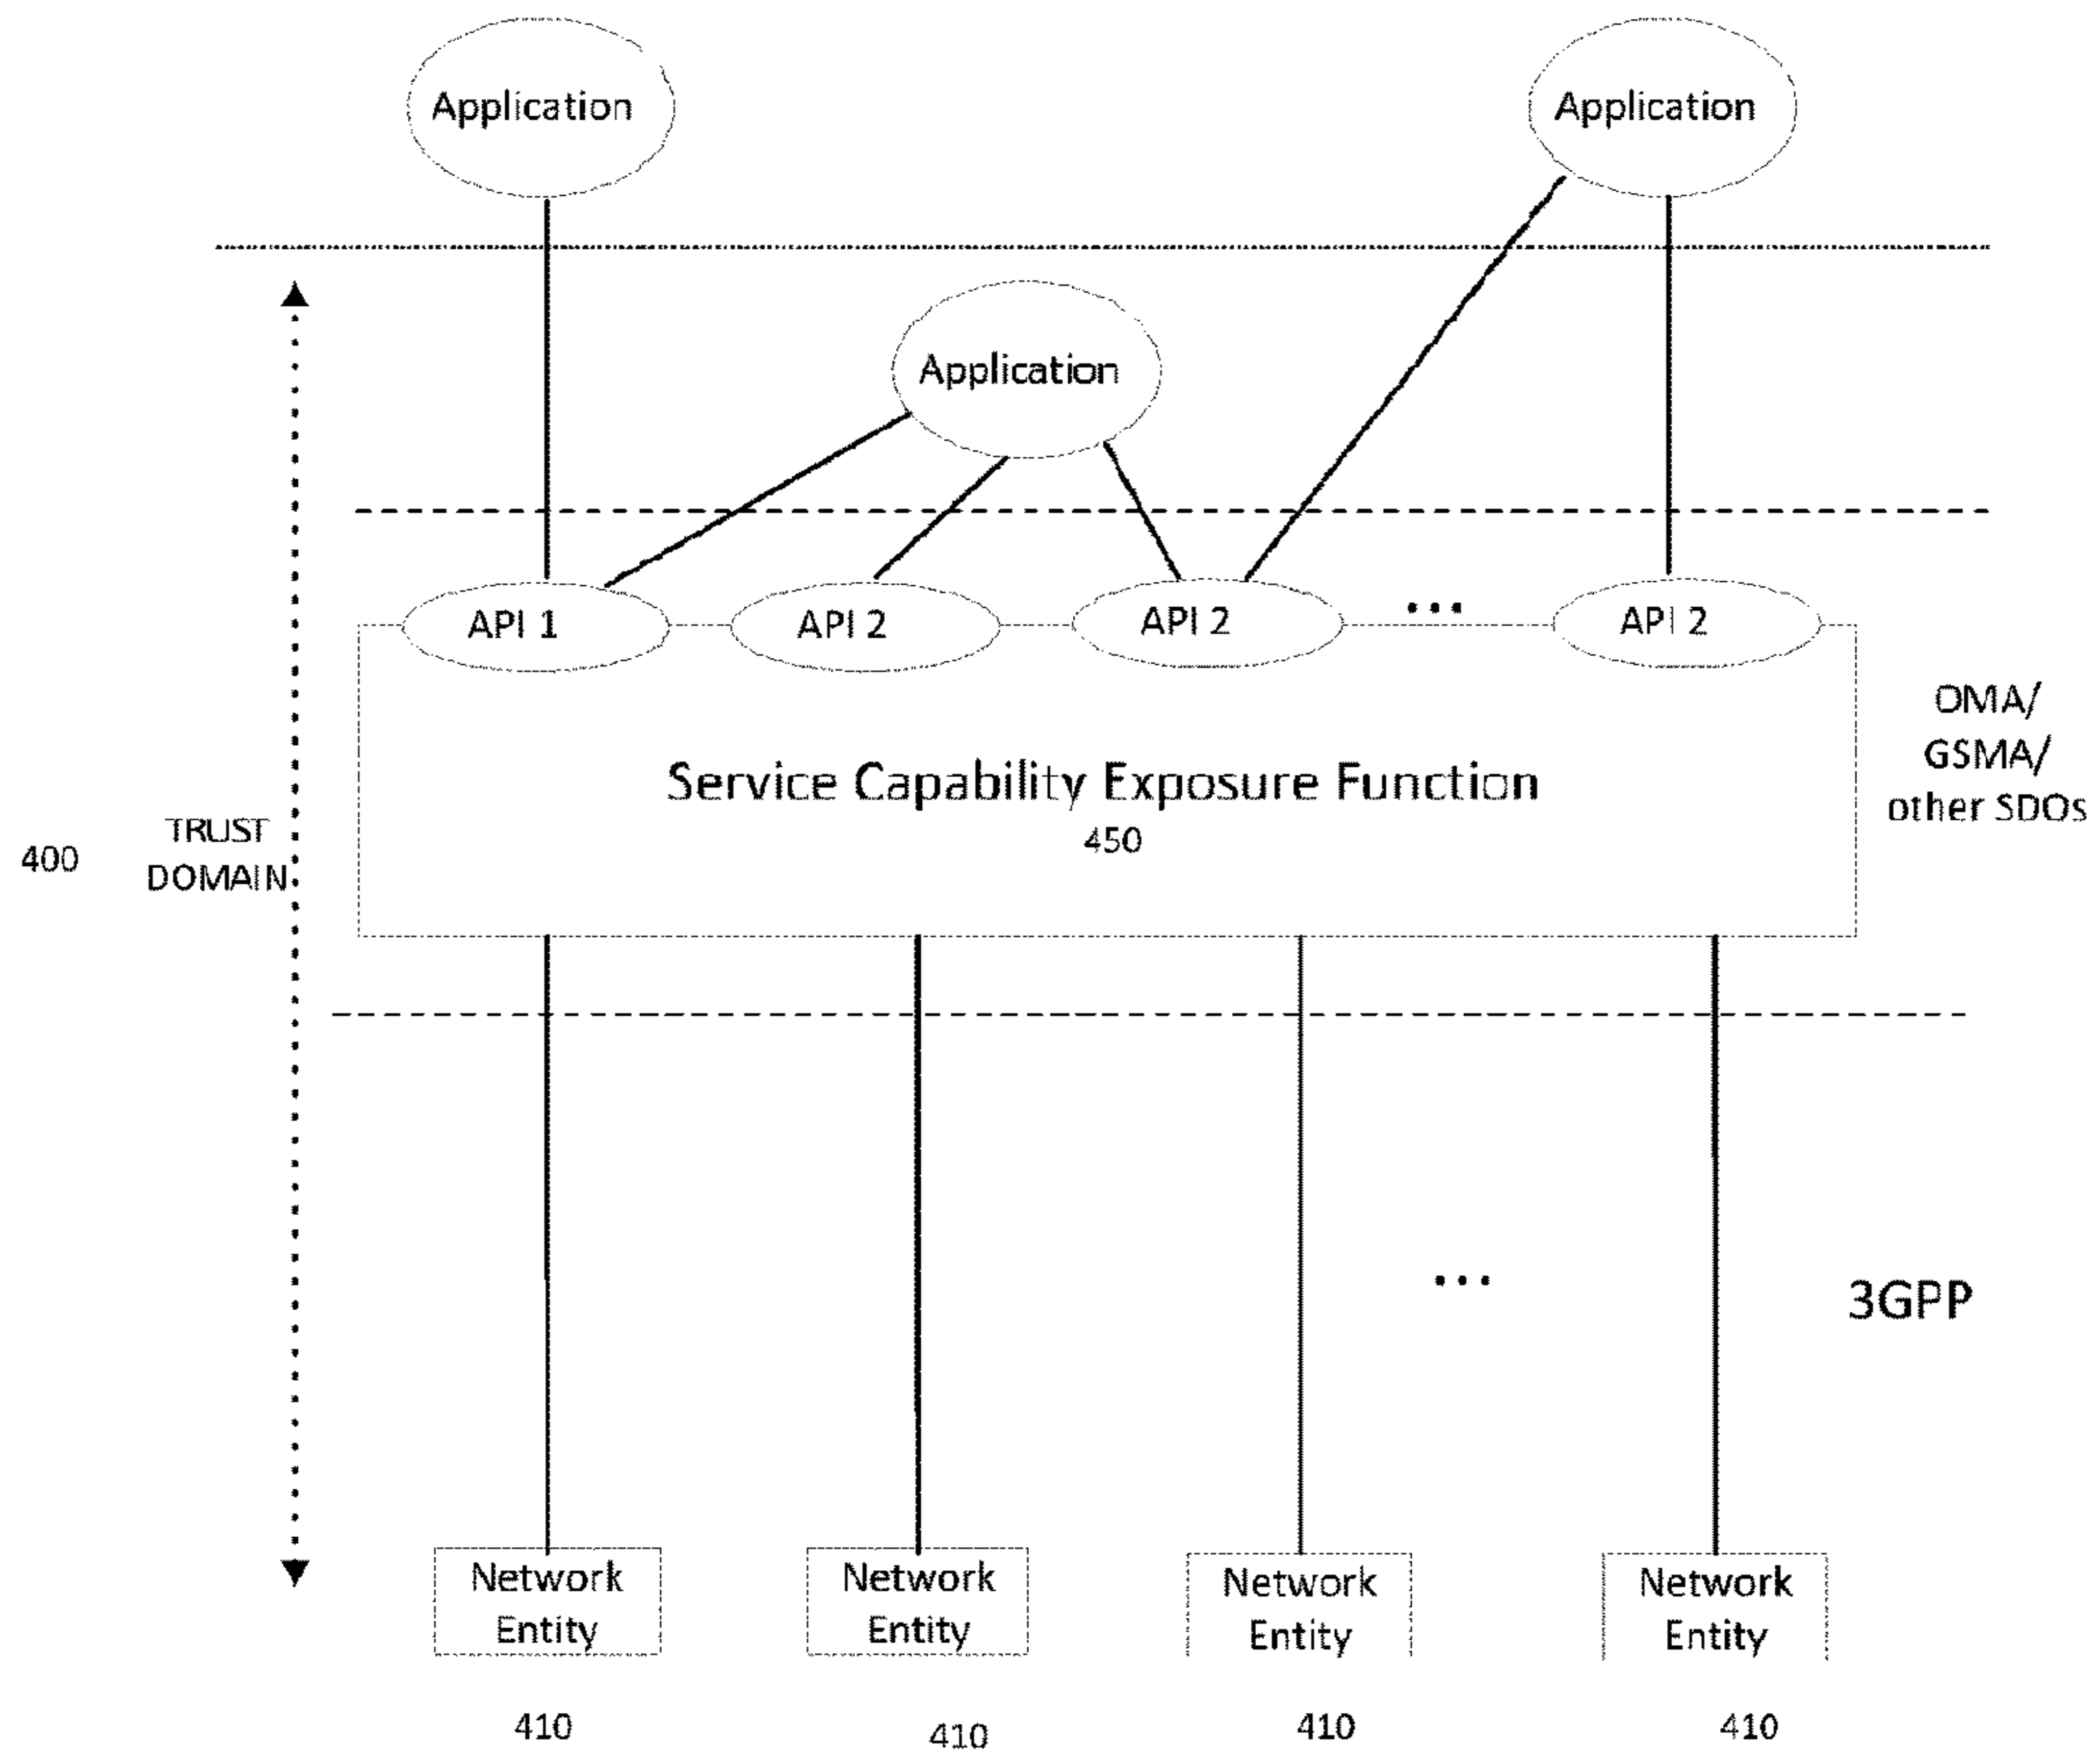 Application
Application
Application
API 1
API 2
API 2
...
API 2
OMA/
GSMA/
other SDOs
Service Capability Exposure Function
450
400
TRUST
DOMAIN
...
3GPP
Network
Entity
Network
Entity
Network
Entity
Network
Entity
410
410
410
410